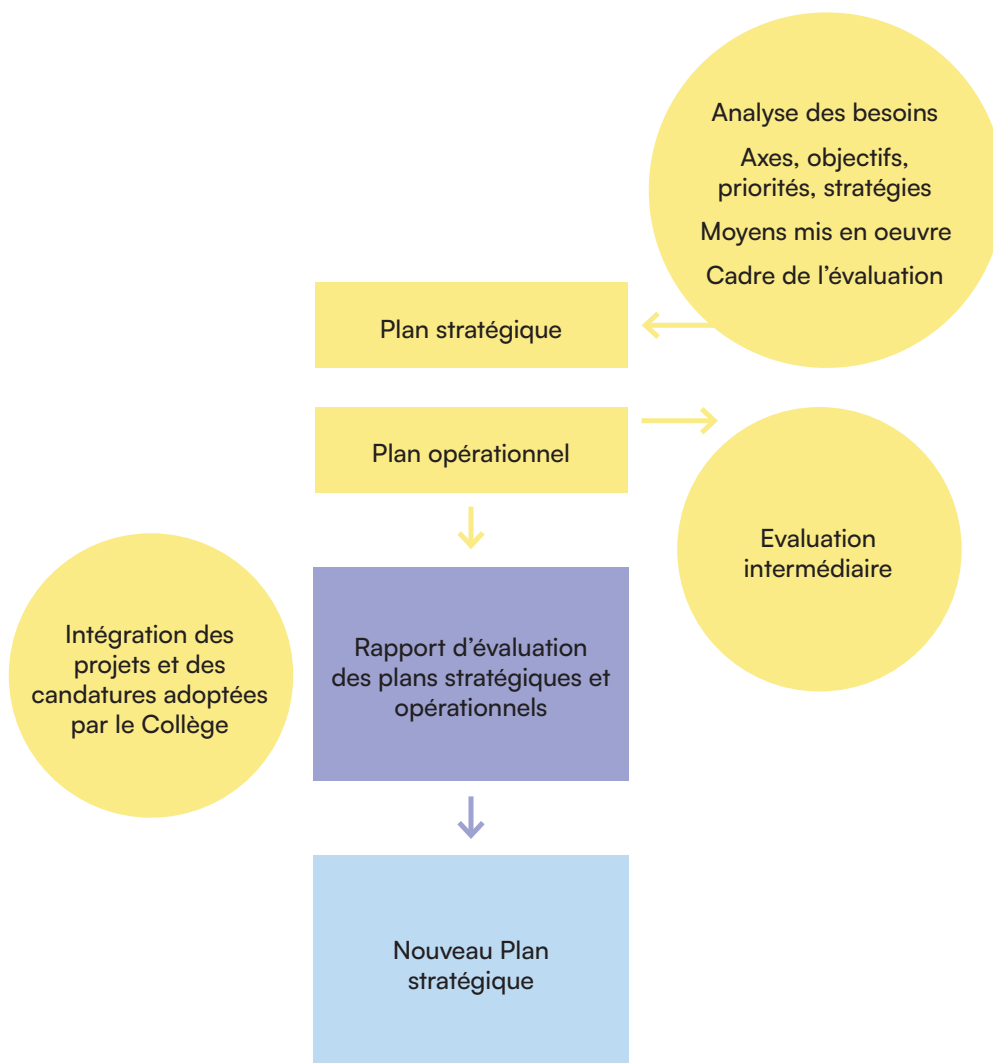 Analyse des besoins
Axes, objectifs,
priorités, stratégies
Moyens mis en oeuvre
Cadre de l’évaluation
Plan stratégique
Plan opérationnel
Evaluation
intermédiaire
Intégration des
projets et des
candatures adoptées
par le Collège
Rapport d’évaluation
des plans stratégiques et
opérationnels
Nouveau Plan
stratégique